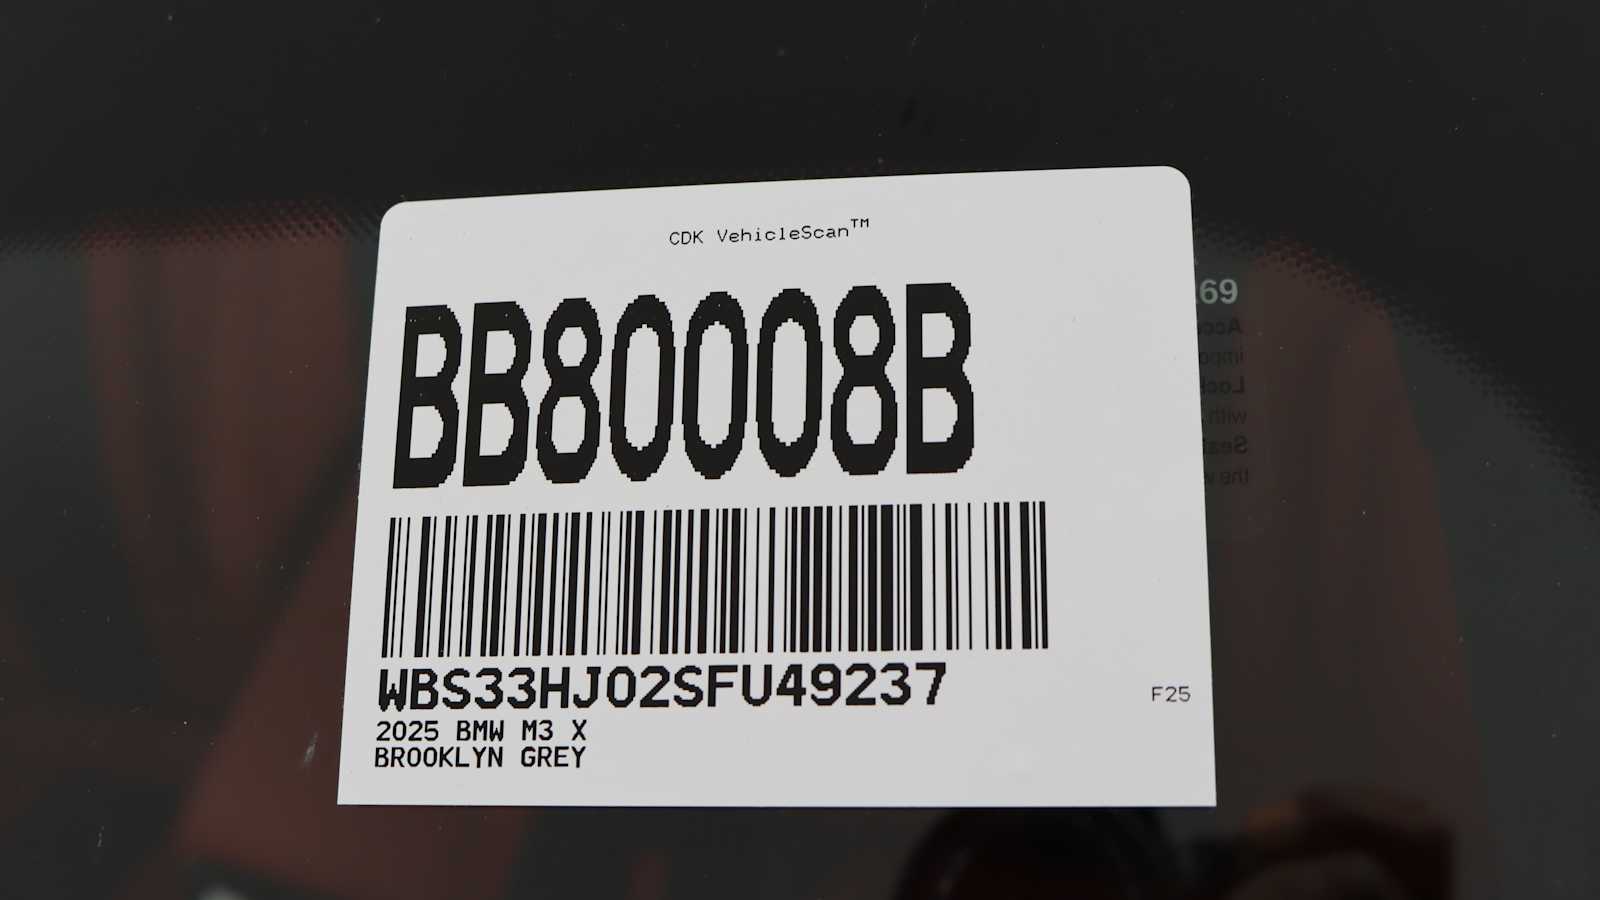 CDK VehicleScan™
BB80008B
WBS33HJ02SFU49237
2025 BMW M3 X
BROOKLYN GREY
F25
69